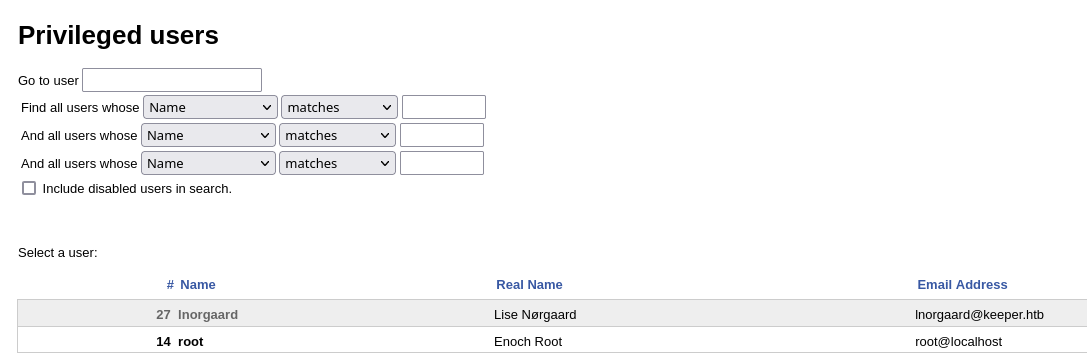 Privileged users
Go to user
Find all users whose Name matches
And all users whose Name matches
And all users whose Name matches
Include disabled users in search.
Select a user:
# Name Real Name Email Address
27 lnorgaard Lise Nørgaard lnorgaard@keeper.htb
14 root Enoch Root root@localhost